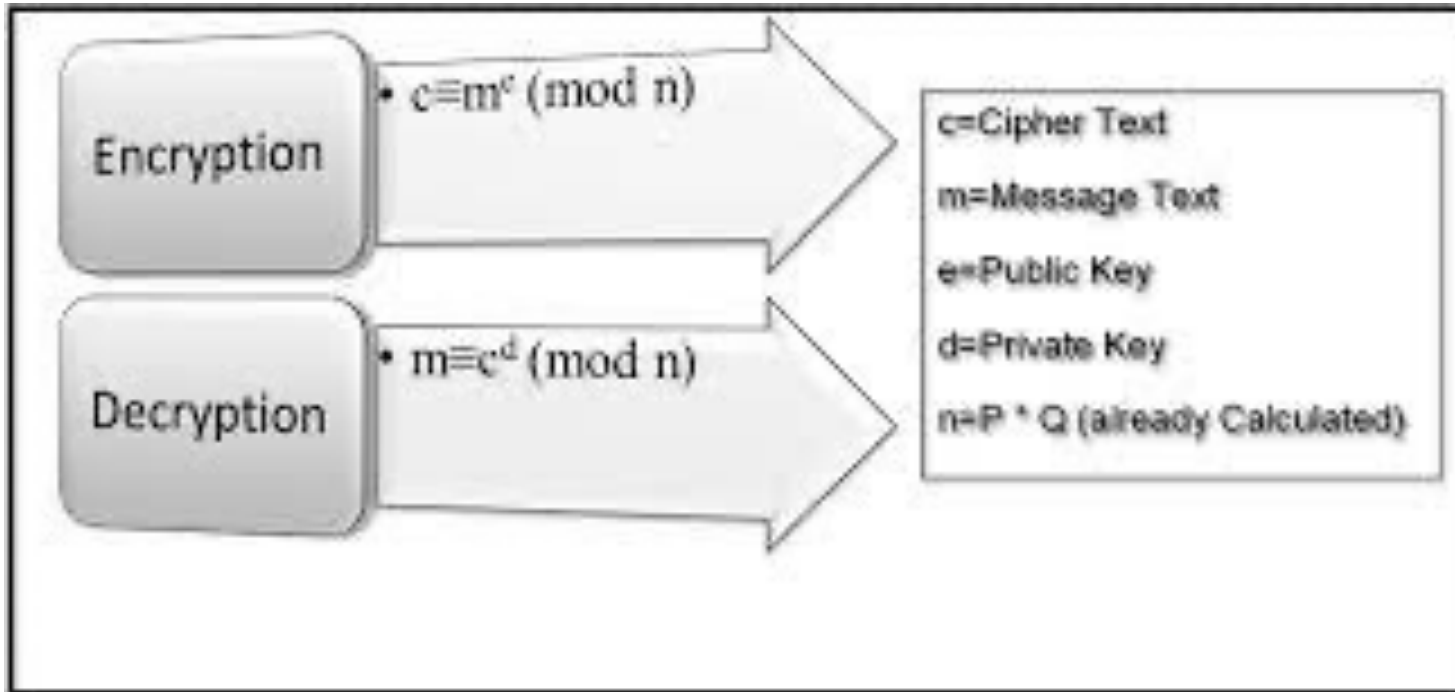 Encryption
• c≡mᵉ (mod n)
Decryption
• m≡cᵈ (mod n)
c=Cipher Text
m=Message Text
e=Public Key
d=Private Key
n=P * Q (already Calculated)